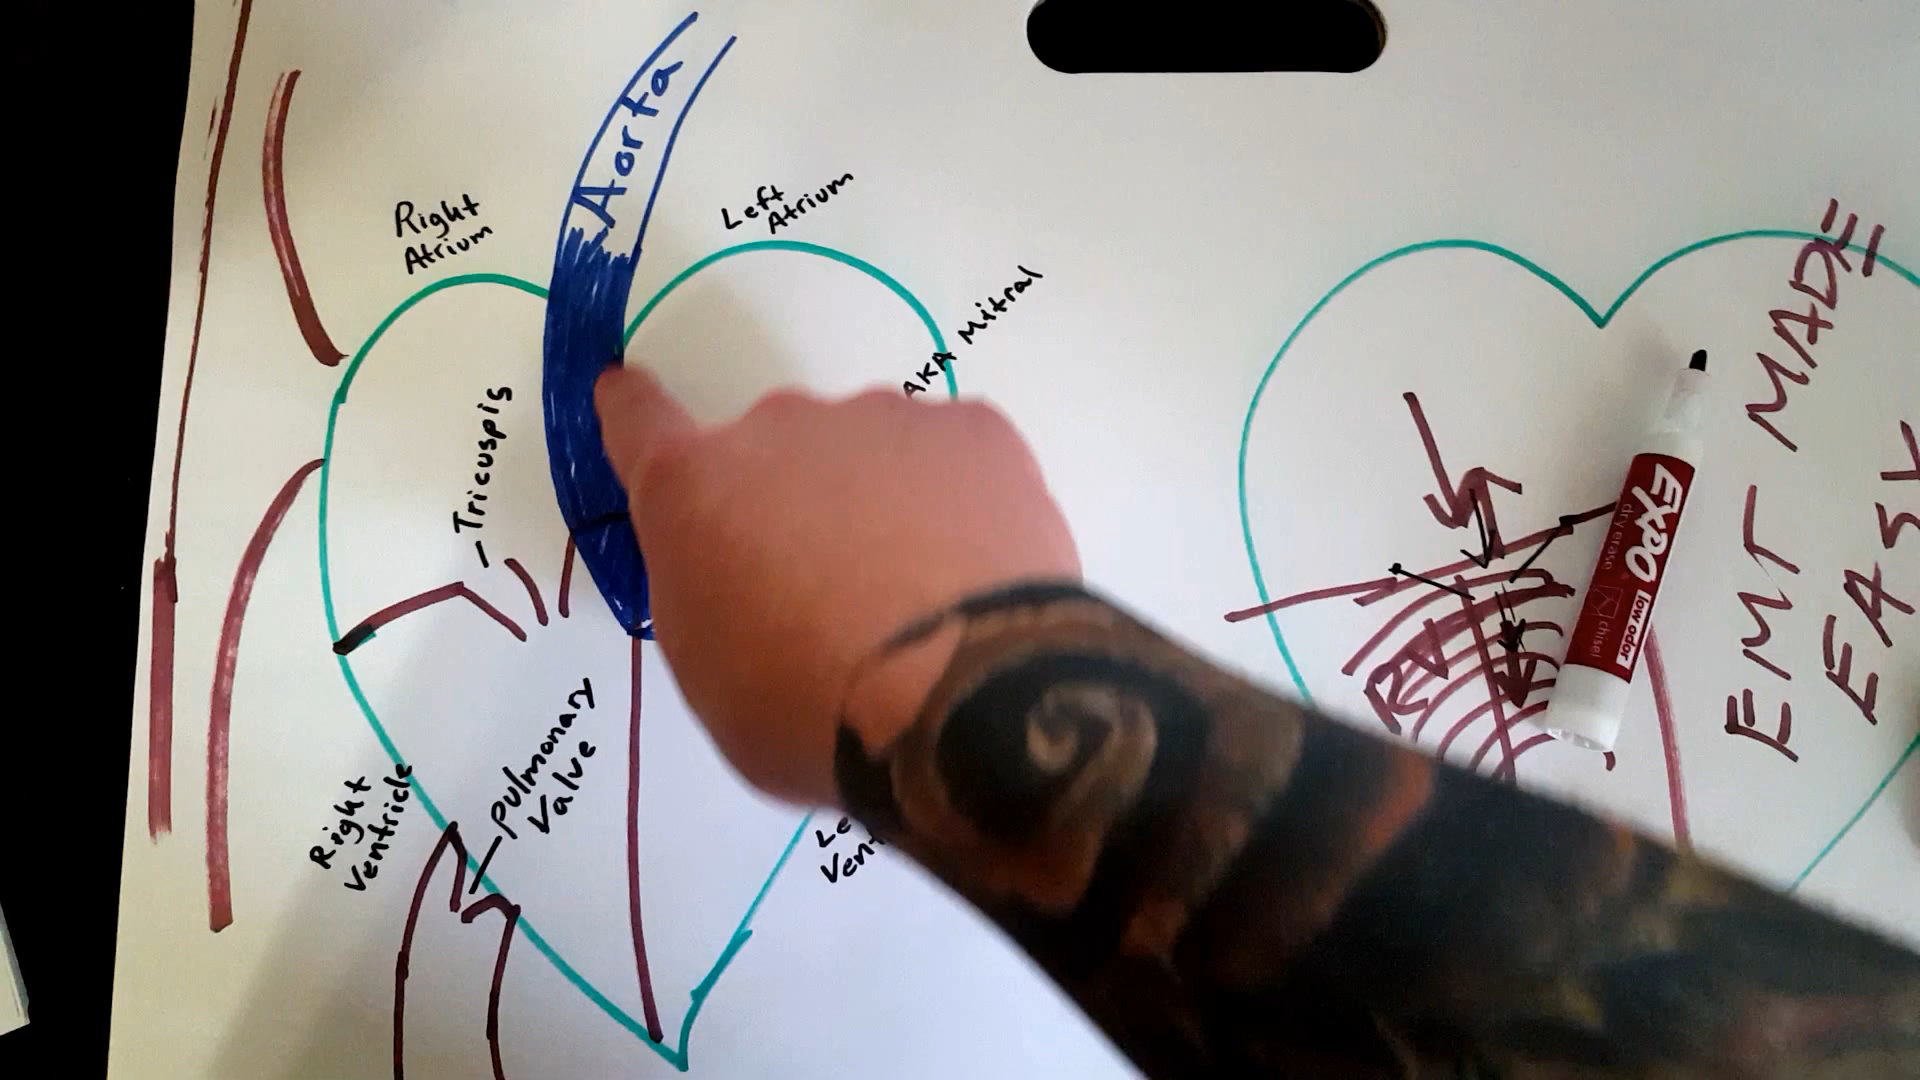 Aorta
Right
Atrium
Left
Atrium
AKA Mitral
Tricuspis
Pulmonary
Valve
Right
Ventricle
RV
EXPO
low odor
dry erase
chisel
EMT MADE